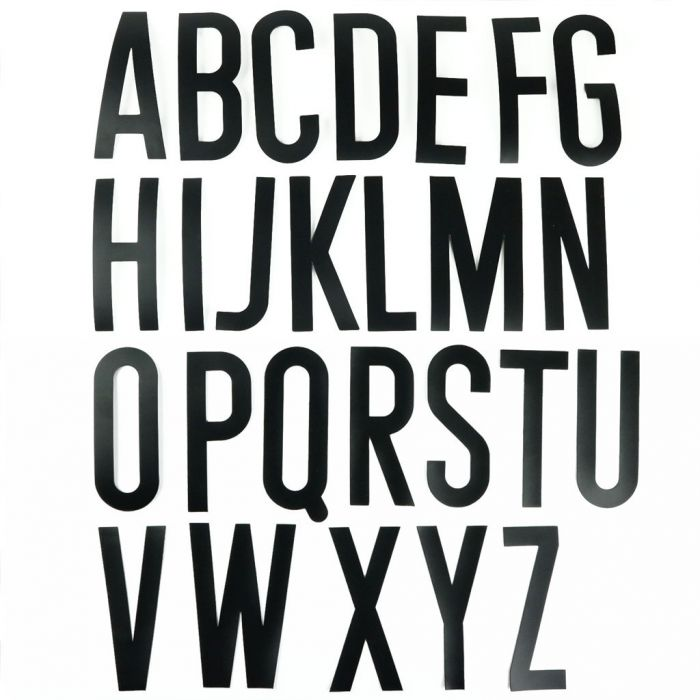 ABCDEFG
HIJKLMN
OPQRSTU
VWXYZ